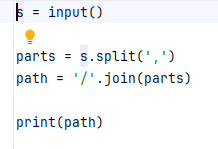 s = input()
parts = s.split(',')
path = '/'.join(parts)
print(path)